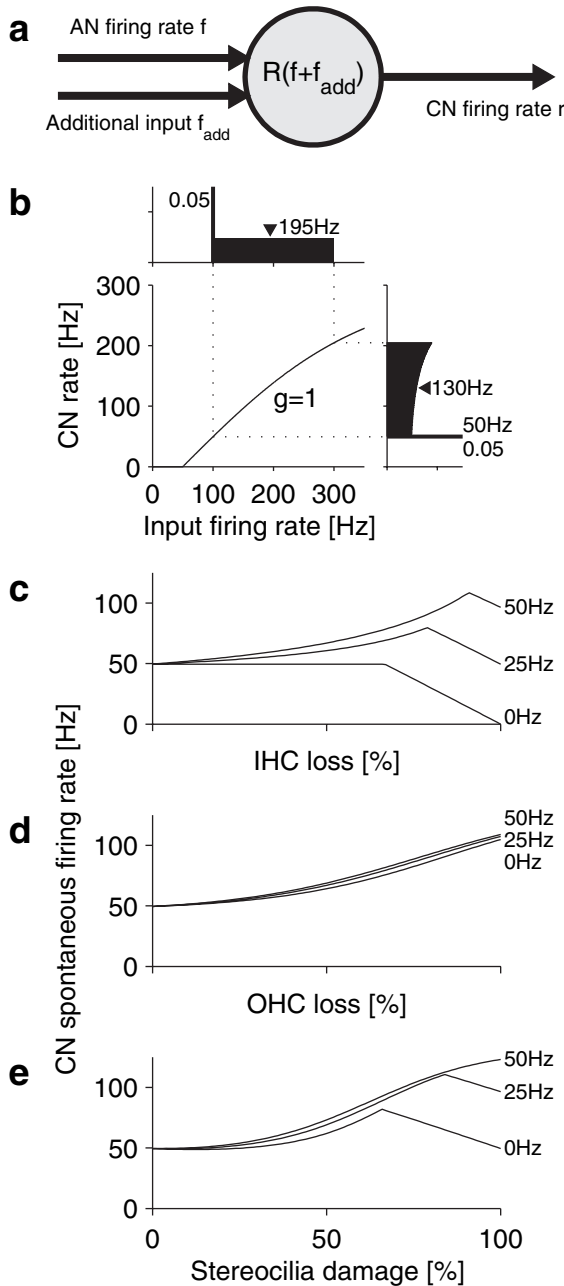 a
AN firing rate f
Additional input f_add
R(f+f_add)
CN firing rate r
b
0.05
195Hz
300
200
100
0
CN rate [Hz]
g=1
130Hz
50Hz
0.05
0 100 200 300
Input firing rate [Hz]
CN spontaneous firing rate [Hz]
c
100
50
0
50Hz
25Hz
0Hz
IHC loss [%]
d
100
50
0
50Hz
25Hz
0Hz
OHC loss [%]
e
100
50
0
50Hz
25Hz
0Hz
0 50 100
Stereocilia damage [%]